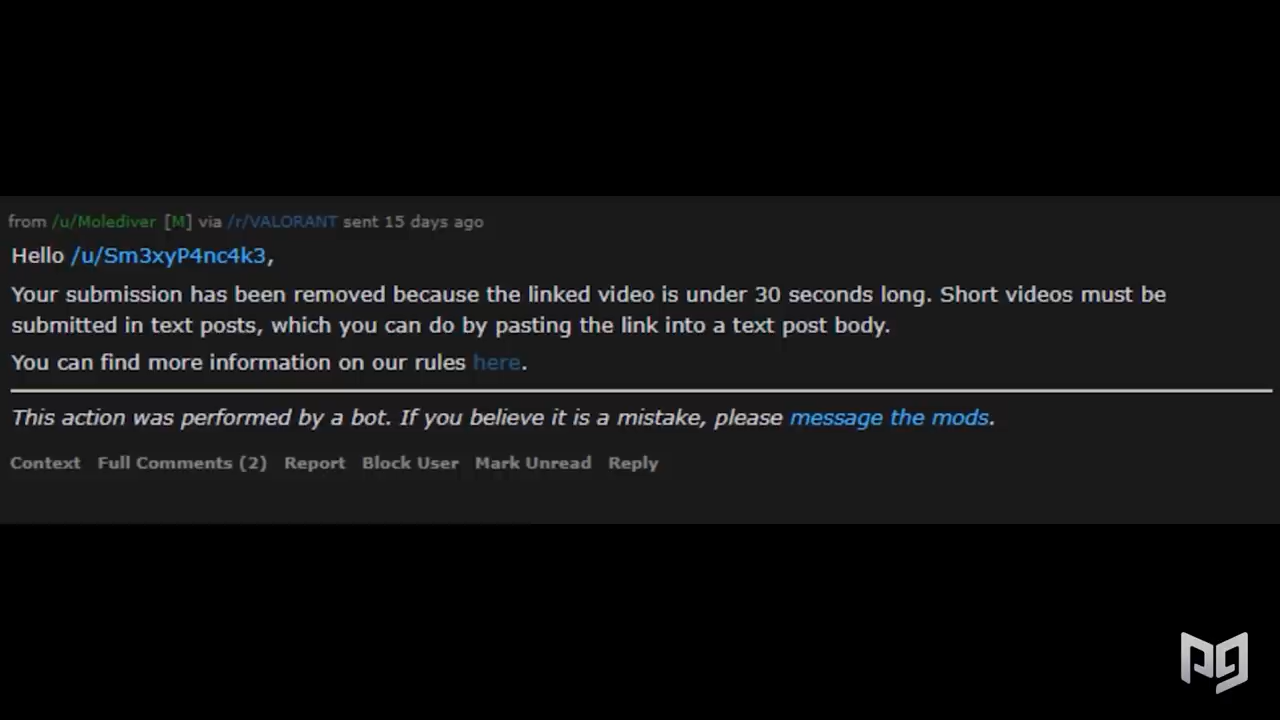 from /u/Molediver [M] via /r/VALORANT sent 15 days ago
Hello /u/Sm3xyP4nc4k3,
Your submission has been removed because the linked video is under 30 seconds long. Short videos must be
submitted in text posts, which you can do by pasting the link into a text post body.
You can find more information on our rules here.
This action was performed by a bot. If you believe it is a mistake, please message the mods.
Context Full Comments (2) Report Block User Mark Unread Reply
pg